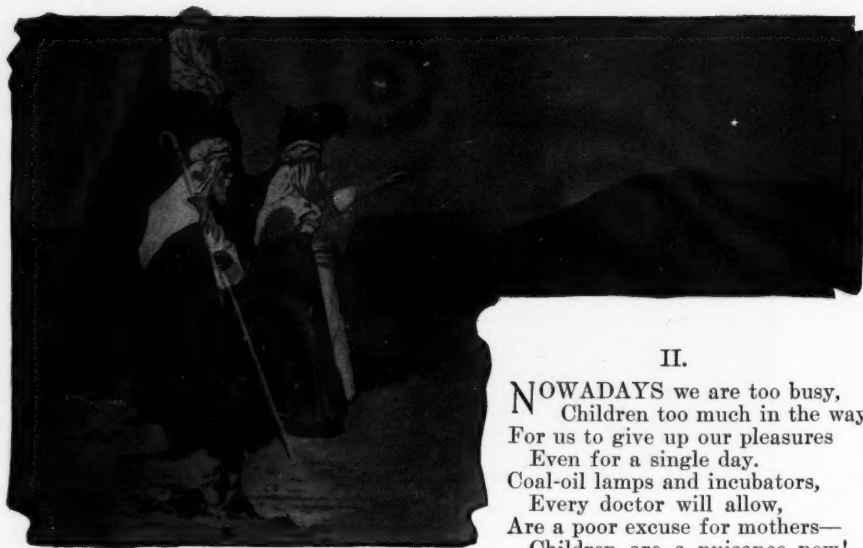 II.
NOWADAYS we are too busy,
Children too much in the way
For us to give up our pleasures
Even for a single day.
Coal-oil lamps and incubators,
Every doctor will allow,
Are a poor excuse for mothers—
Children are a nuisance now!